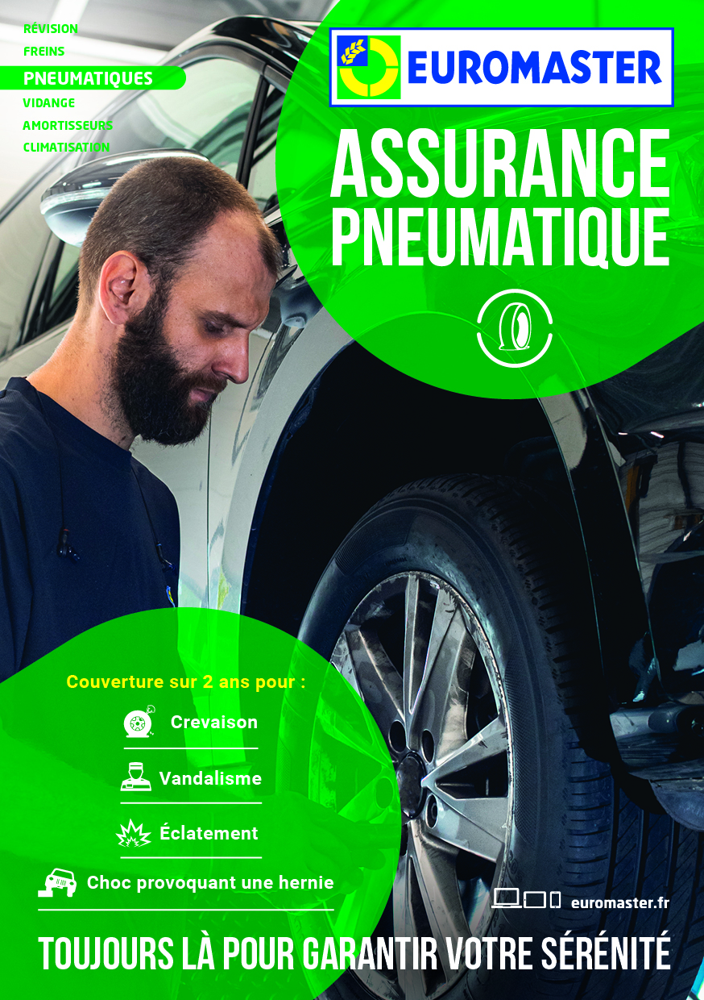 RÉVISION
FREINS
PNEUMATIQUES
VIDANGE
AMORTISSEURS
CLIMATISATION
EUROMASTER
ASSURANCE
PNEUMATIQUE
Couverture sur 2 ans pour :
Crevaison
Vandalisme
Éclatement
Choc provoquant une hernie
euromaster.fr
TOUJOURS LÀ POUR GARANTIR VOTRE SÉRÉNITÉ